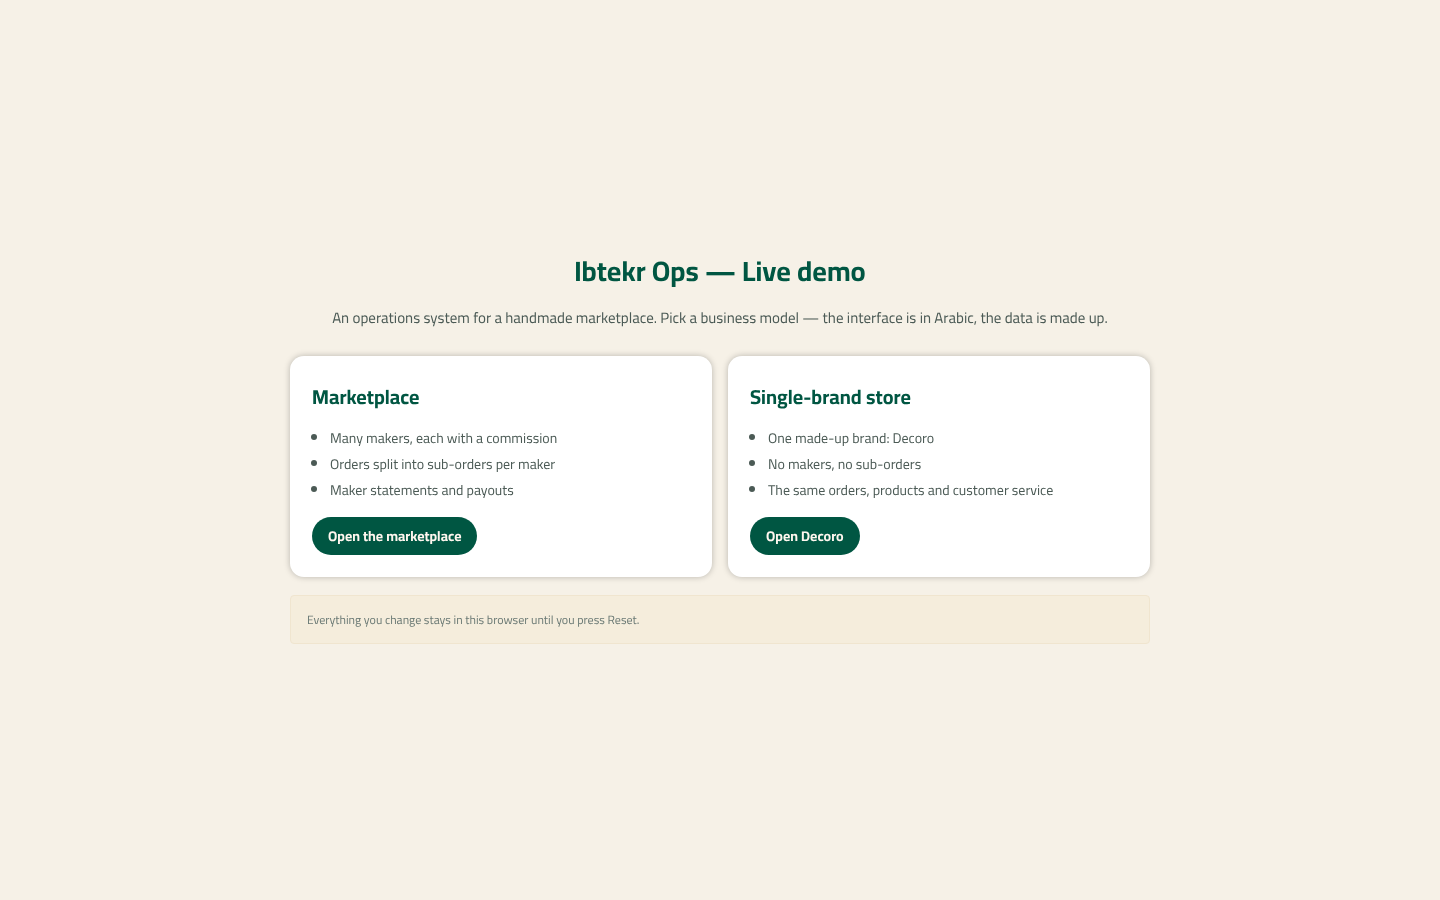 Ibtekr Ops — Live demo
An operations system for a handmade marketplace. Pick a business model — the interface is in Arabic, the data is made up.
Marketplace
Many makers, each with a commission
Orders split into sub-orders per maker
Maker statements and payouts
Open the marketplace
Single-brand store
One made-up brand: Decoro
No makers, no sub-orders
The same orders, products and customer service
Open Decoro
Everything you change stays in this browser until you press Reset.